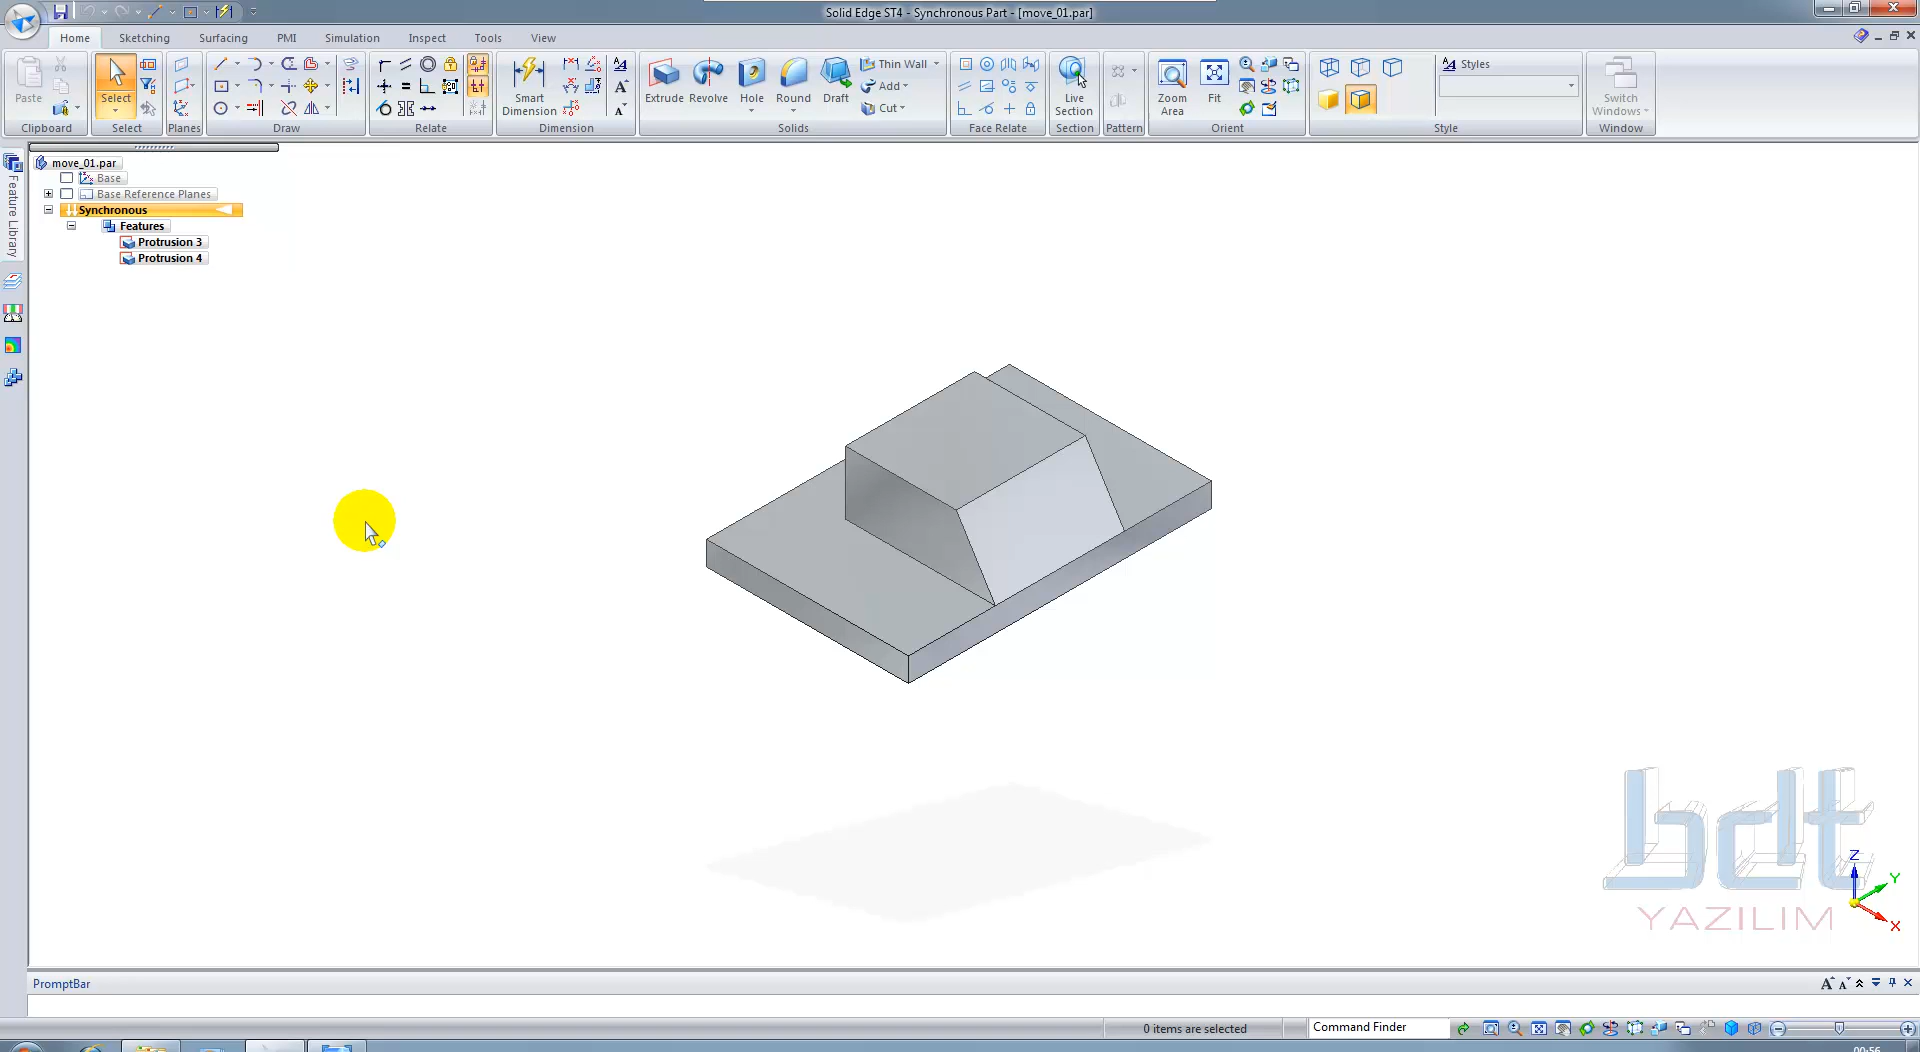 Solid Edge ST4 - Synchronous Part - [move_01.par]
Home Sketching Surfacing PMI Simulation Inspect Tools View
Paste
Clipboard
Select
Select
Planes
Draw
Relate
Smart Dimension
Dimension
Extrude Revolve Hole Round Draft
Thin Wall
Add
Cut
Solids
Face Relate
Live Section
Section
Pattern
Zoom Area
Fit
Orient
Styles
Style
Switch Windows
Window
Feature Library
move_01.par
Base
Base Reference Planes
Synchronous
Features
Protrusion 3
Protrusion 4
bdt
YAZILIM
Z
Y
X
PromptBar
0 items are selected
Command Finder